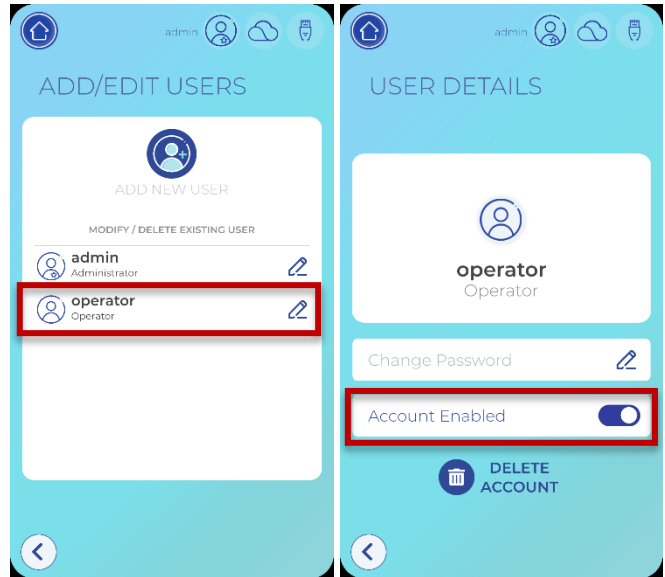 admin
ADD/EDIT USERS
ADD NEW USER
MODIFY / DELETE EXISTING USER
admin
Administrator
operator
Operator
admin
USER DETAILS
operator
Operator
Change Password
Account Enabled
DELETE
ACCOUNT